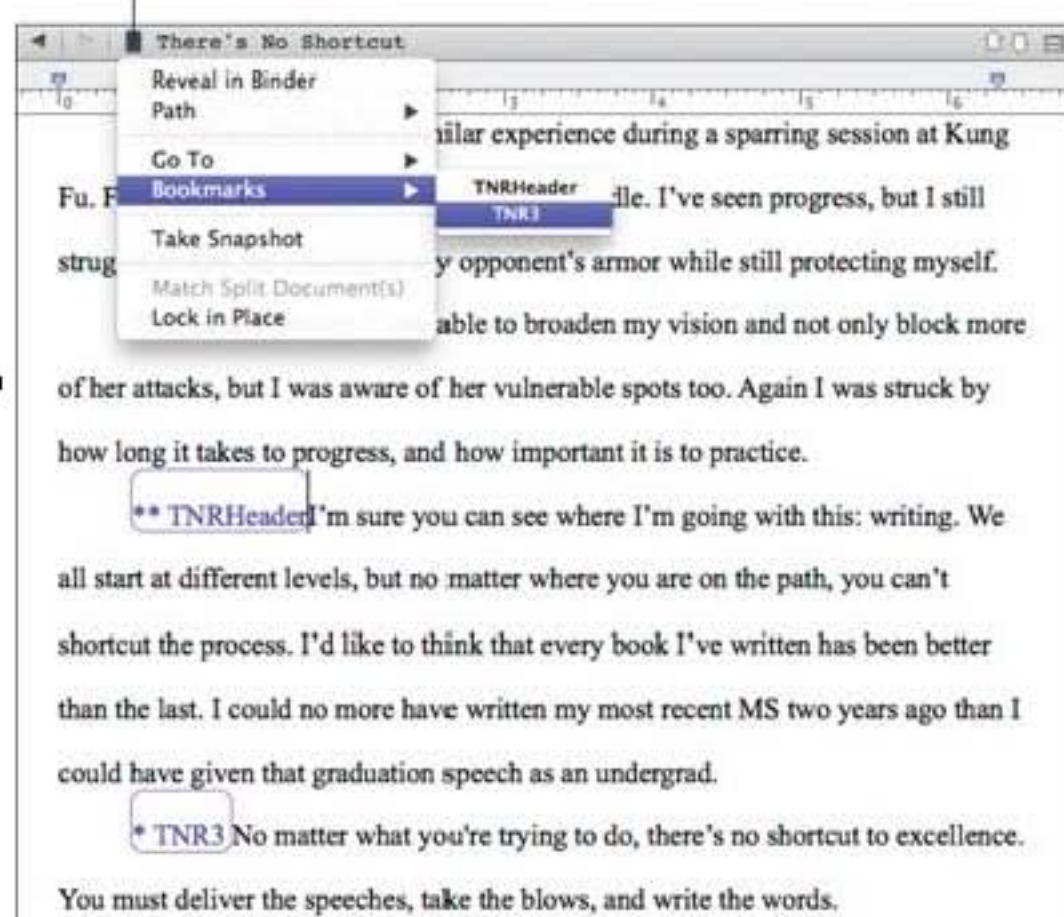 There's No Shortcut
Reveal in Binder
Path
Go To
Bookmarks
TNRHeader
TNR3
Take Snapshot
Match Split Document(s)
Lock in Place
0 3 4 5 6
experience during a sparring session at Kung
Fu. I've seen progress, but I still
opponent's armor while still protecting myself.
able to broaden my vision and not only block more
of her attacks, but I was aware of her vulnerable spots too. Again I was struck by
how long it takes to progress, and how important it is to practice.
** TNRHeaderI'm sure you can see where I'm going with this: writing. We
all start at different levels, but no matter where you are on the path, you can't
shortcut the process. I'd like to think that every book I've written has been better
than the last. I could no more have written my most recent MS two years ago than I
could have given that graduation speech as an undergrad.
* TNR3 No matter what you're trying to do, there's no shortcut to excellence.
You must deliver the speeches, take the blows, and write the words.